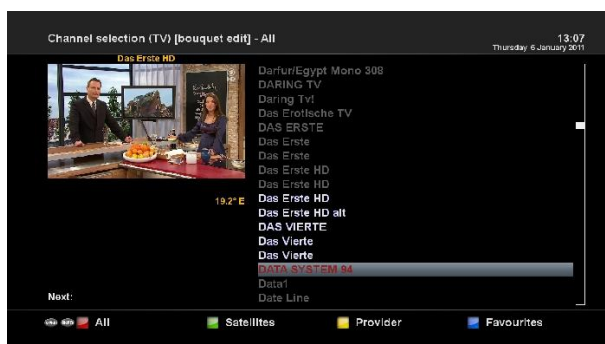 Channel selection (TV) [bouquet edit] - All
13:07
Thursday 6 January 2011
Das Erste HD
Darfur/Egypt Mono 308
DARING TV
Daring Tv!
Das Erotische TV
DAS ERSTE
Das Erste
Das Erste
Das Erste HD
Das Erste HD
19.2° E
Das Erste HD
Das Erste HD alt
DAS VIERTE
Das Vierte
Das Vierte
DATA SYSTEM 94
Data1
Date Line
Next:
All
Satellites
Provider
Favourites